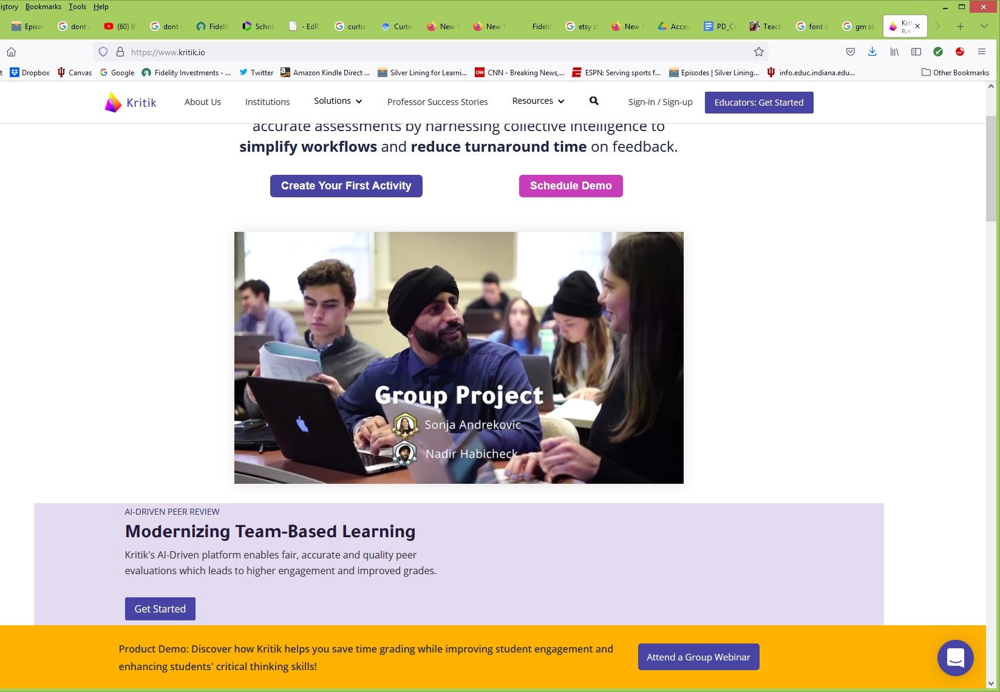 istory Bookmarks Tools Help
Episo dont (60) B dont Fidelit Schol - EdR curtis Curtis New New Fidelit etsy st New Acces PD_C Teach ford s gm st Krit
PLA
https://www.kritik.io
t Dropbox Canvas Google Fidelity Investments - ... Twitter Amazon Kindle Direct ... Silver Lining for Learni... CNN - Breaking News,... ESPN: Serving sports f... Episodes | Silver Lining... info.educ.indiana.edu... Other Bookmarks
Kritik About Us Institutions Solutions Professor Success Stories Resources Sign-in / Sign-up Educators: Get Started
accurate assessments by harnessing collective intelligence to
simplify workflows and reduce turnaround time on feedback.
Create Your First Activity Schedule Demo
Group Project
Sonja Andrekovic
Nadir Habicheck
AI-DRIVEN PEER REVIEW
Modernizing Team-Based Learning
Kritik's AI-Driven platform enables fair, accurate and quality peer
evaluations which leads to higher engagement and improved grades.
Get Started
Product Demo: Discover how Kritik helps you save time grading while improving student engagement and
enhancing students' critical thinking skills!
Attend a Group Webinar